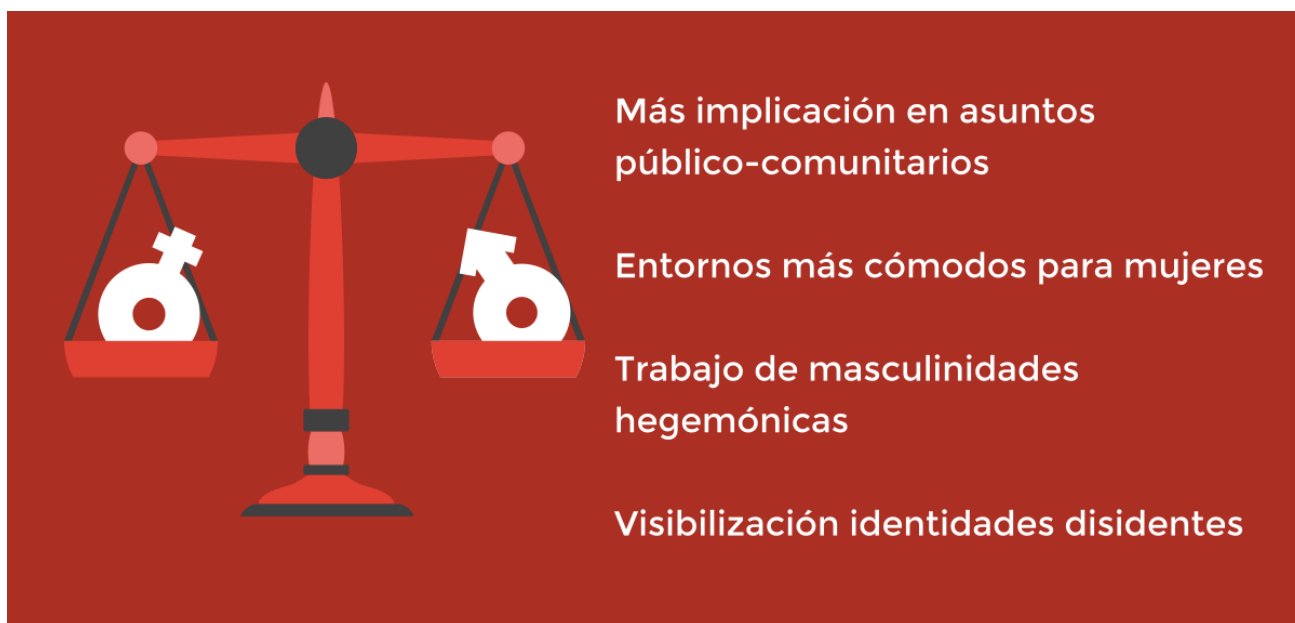 Más implicación en asuntos
público-comunitarios
Entornos más cómodos para mujeres
Trabajo de masculinidades
hegemónicas
Visibilización identidades disidentes